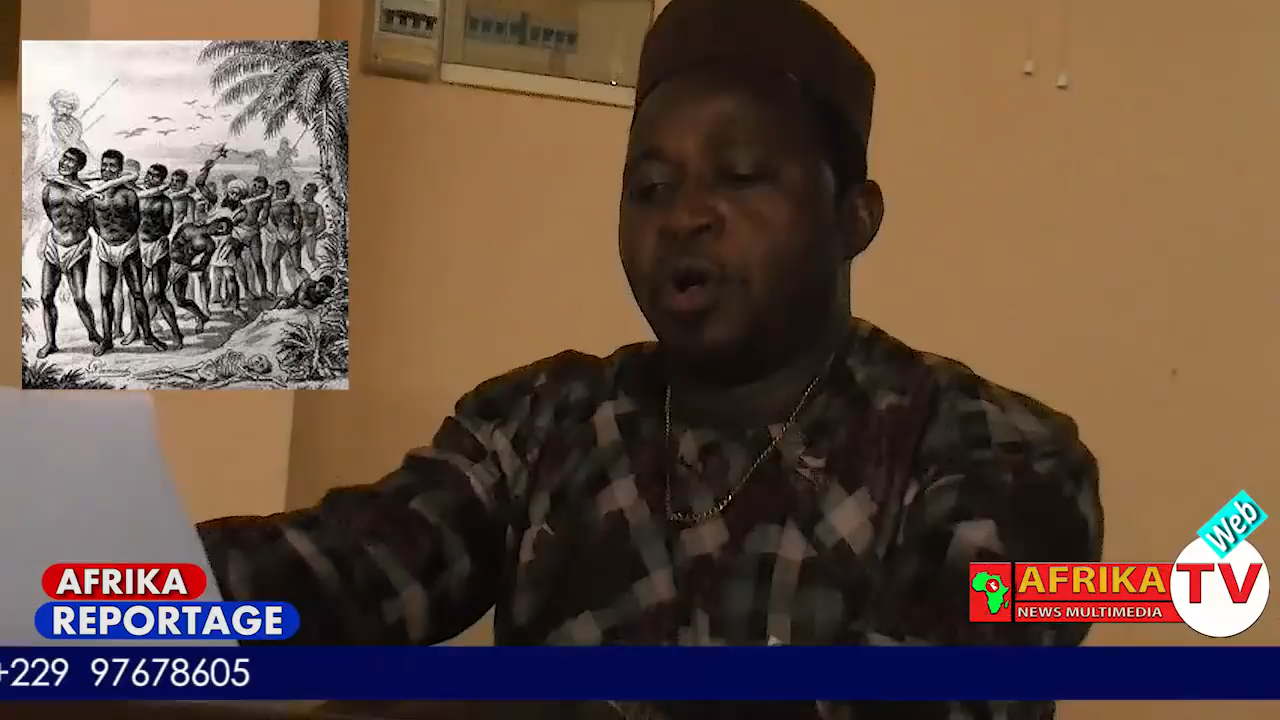 AFRIKA
REPORTAGE
AFRIKA
NEWS MULTIMEDIA
TV
Web
+229 97678605